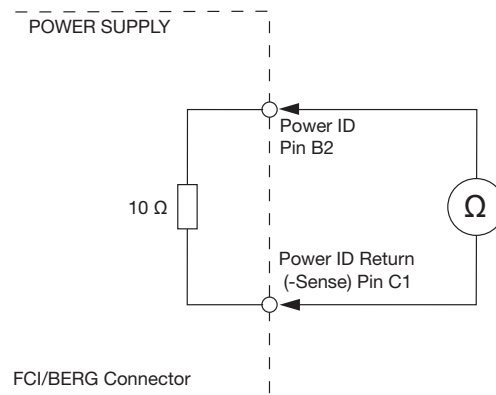 POWER SUPPLY
Power ID
Pin B2
10 Ω
Ω
Power ID Return
(-Sense) Pin C1
FCI/BERG Connector